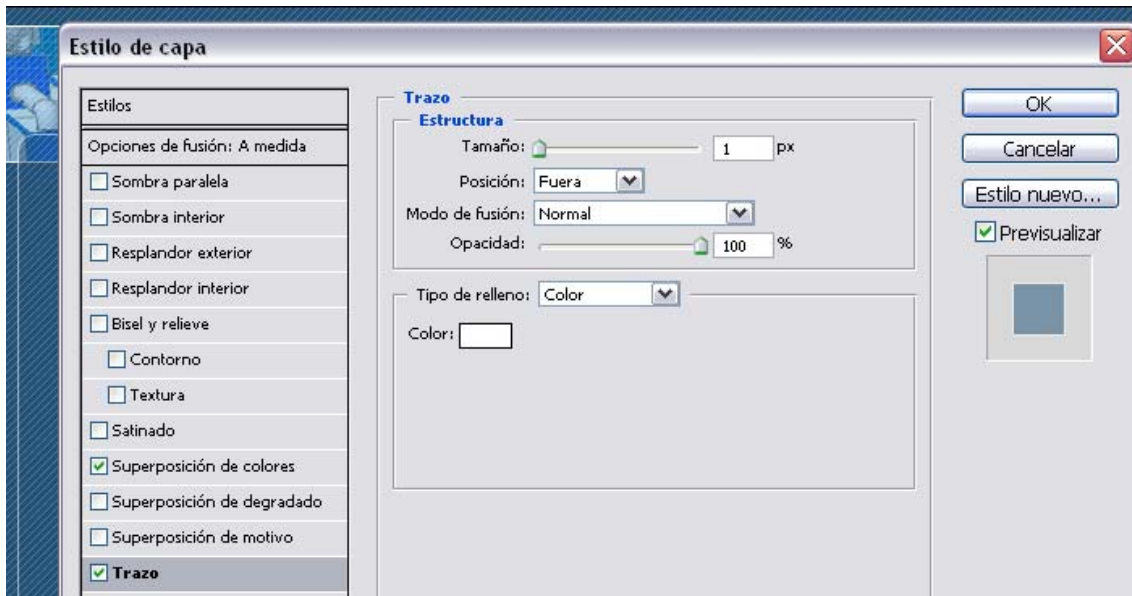 Estilo de capa
Estilos
Opciones de fusión: A medida
Sombra paralela
Sombra interior
Resplandor exterior
Resplandor interior
Bisel y relieve
Contorno
Textura
Satinado
Superposición de colores
Superposición de degradado
Superposición de motivo
Trazo
Trazo
Estructura
Tamaño: 1 px
Posición: Fuera
Modo de fusión: Normal
Opacidad: 100 %
Tipo de relleno: Color
Color:
OK
Cancelar
Estilo nuevo...
Previsualizar